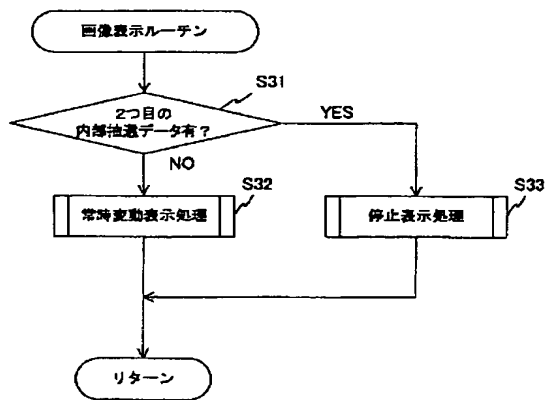 画像表示ルーチン
S31
2つ目の
内部抽選データ有？
YES
NO
S32
常時変動表示処理
S33
停止表示処理
リターン